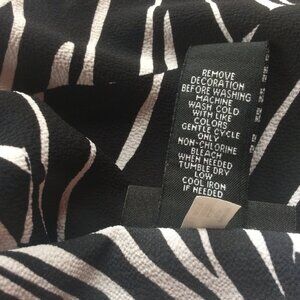 REMOVE
DECORATION
BEFORE WASHING
MACHINE
WASH COLD
WITH LIKE
COLORS
GENTLE CYCLE
ONLY
NON-CHLORINE
BLEACH
WHEN NEEDED
TUMBLE DRY
LOW
COOL IRON
IF NEEDED